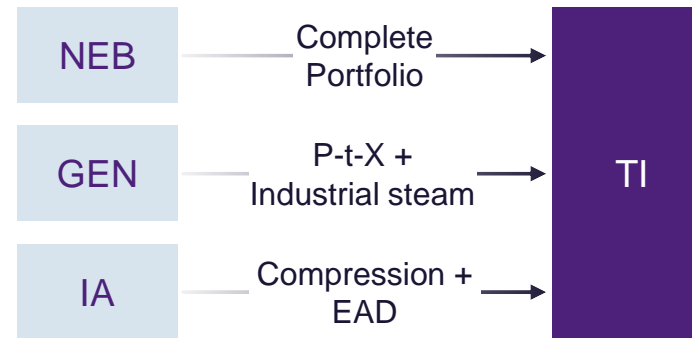 NEB
Complete
Portfolio
GEN
P-t-X +
Industrial steam
IA
Compression +
EAD
TI